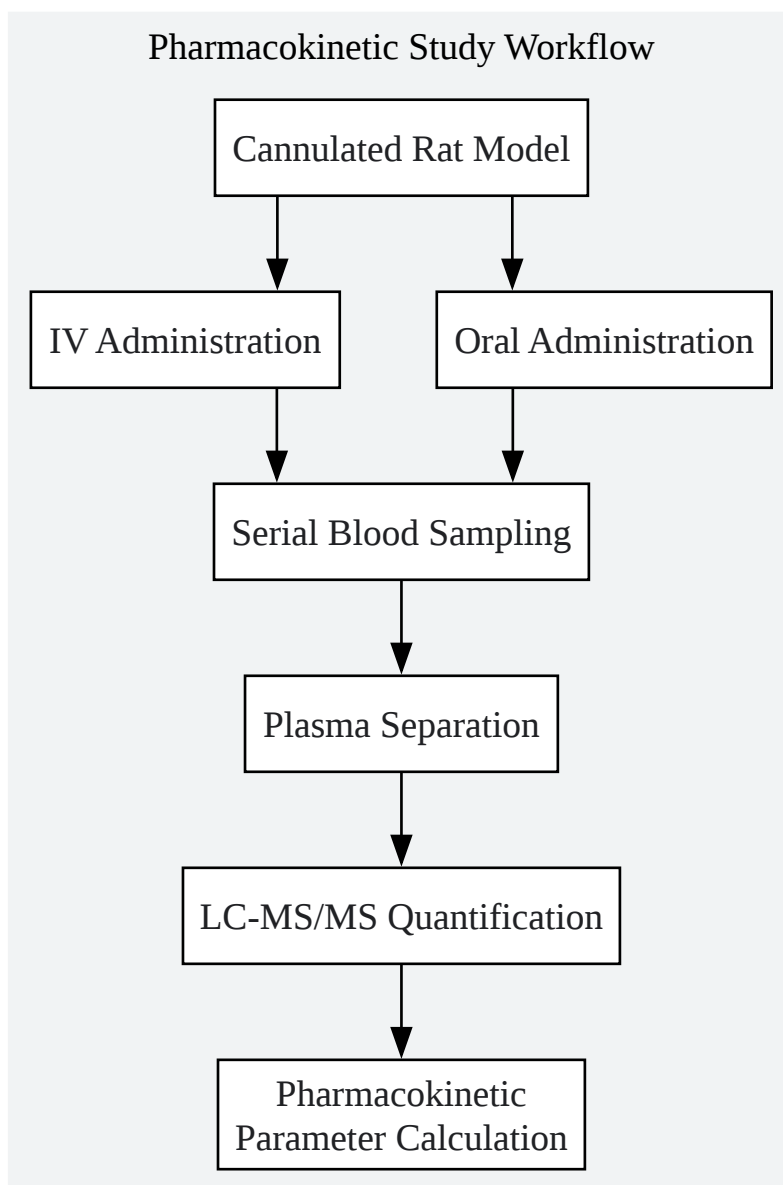 Pharmacokinetic Study Workflow
Cannulated Rat Model
IV Administration
Oral Administration
Serial Blood Sampling
Plasma Separation
LC-MS/MS Quantification
Pharmacokinetic
Parameter Calculation